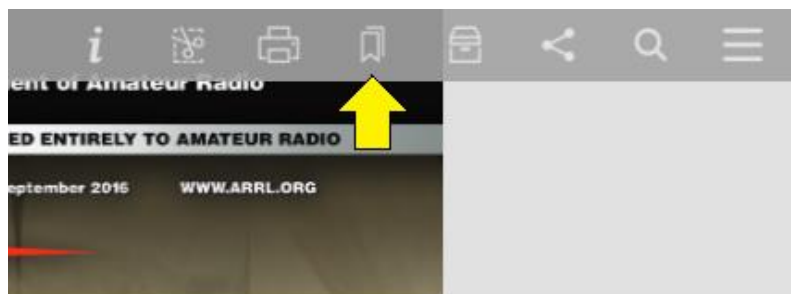 ent of Amateur Radio
ED ENTIRELY TO AMATEUR RADIO
eptember 2016 WWW.ARRL.ORG